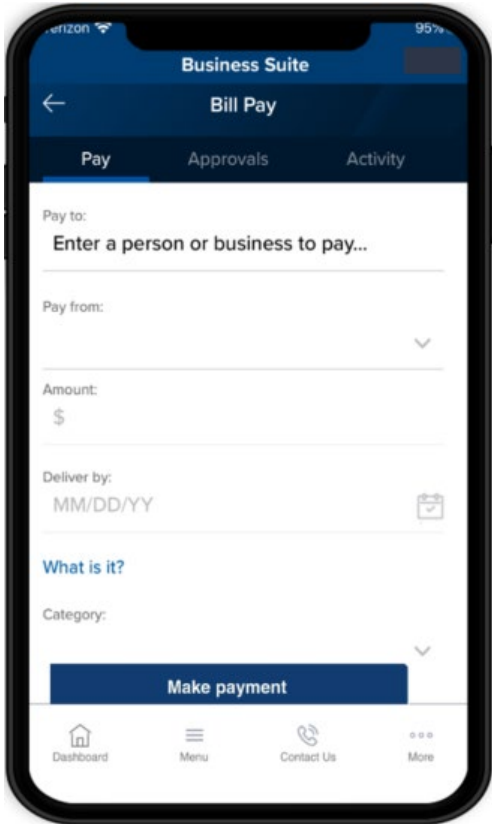 95%
Business Suite
Bill Pay
Pay Approvals Activity
Pay to:
Enter a person or business to pay...
Pay from:
Amount:
$
Deliver by:
MM/DD/YY
What is it?
Category:
Make payment
Dashboard Menu Contact Us More